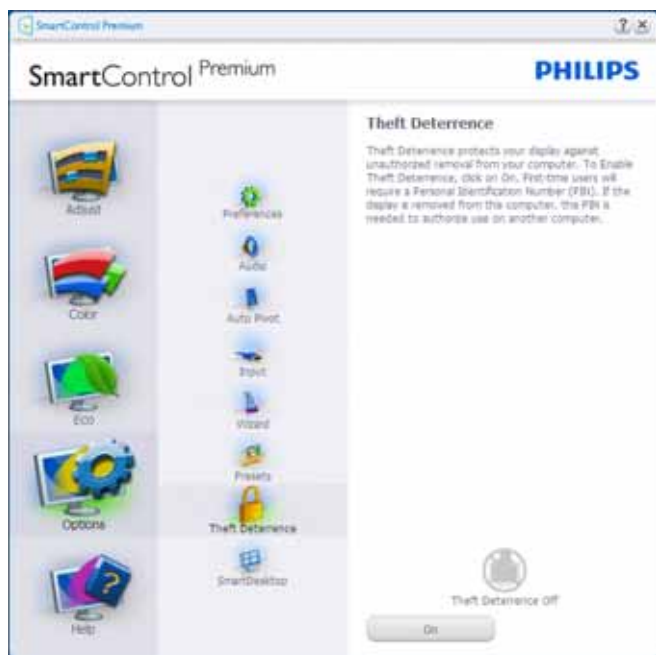 SmartControl Premium
SmartControl Premium
PHILIPS
Adjust
Color
Eco
Options
Help
Preferences
Audio
Auto Pivot
Input
Wizard
Presets
Theft Deterrence
SmartDesktop
Theft Deterrence
Theft Deterrence protects your display against
unauthorized removal from your computer. To Enable
Theft Deterrence, click on On. First-time users will
require a Personal Identification Number (PIN). If the
display is removed from this computer, this PIN is
needed to authorize use on another computer.
Theft Deterrence Off
On